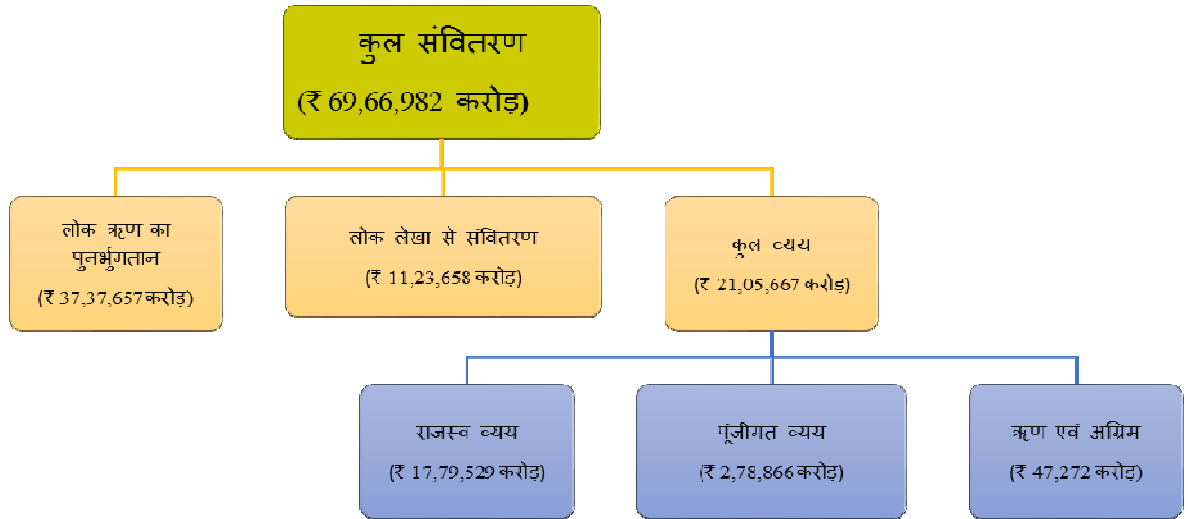 कुल संवितरण
(₹ 69,66,982 करोड़)
लोक ऋण का
पुनर्भुगतान
(₹ 37,37,657 करोड़)
लोक लेखा से संवितरण
(₹ 11,23,658 करोड़)
कुल व्यय
(₹ 21,05,667 करोड़)
राजस्व व्यय
(₹ 17,79,529 करोड़)
पूंजीगत व्यय
(₹ 2,78,866 करोड़)
ऋण एवं अग्रिम
(₹ 47,272 करोड़)